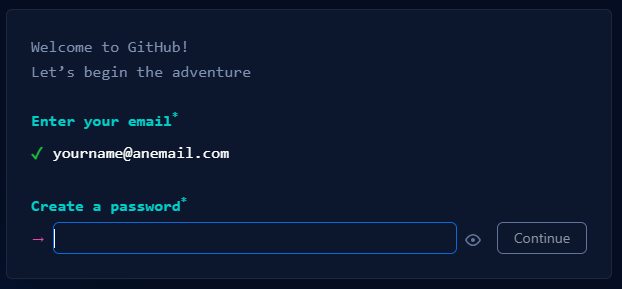 Welcome to GitHub!
Let’s begin the adventure
Enter your email*
✓ yourname@anemail.com
Create a password*
→ Continue